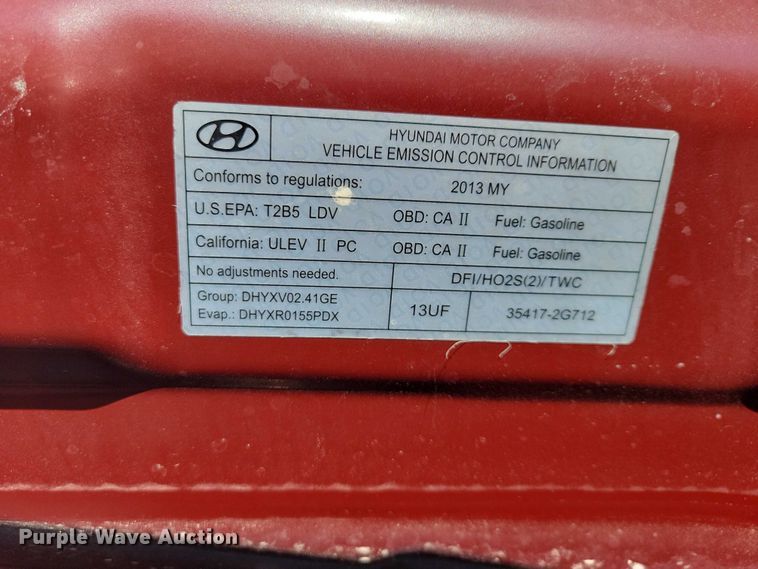 HYUNDAI MOTOR COMPANY
VEHICLE EMISSION CONTROL INFORMATION
Conforms to regulations: 2013 MY
U.S.EPA: T2B5 LDV OBD: CA II Fuel: Gasoline
California: ULEV II PC OBD: CA II Fuel: Gasoline
No adjustments needed. DFI/HO2S(2)/TWC
Group: DHYXV02.41GE
Evap.: DHYXR0155PDX
13UF 35417-2G712
Purple Wave Auction